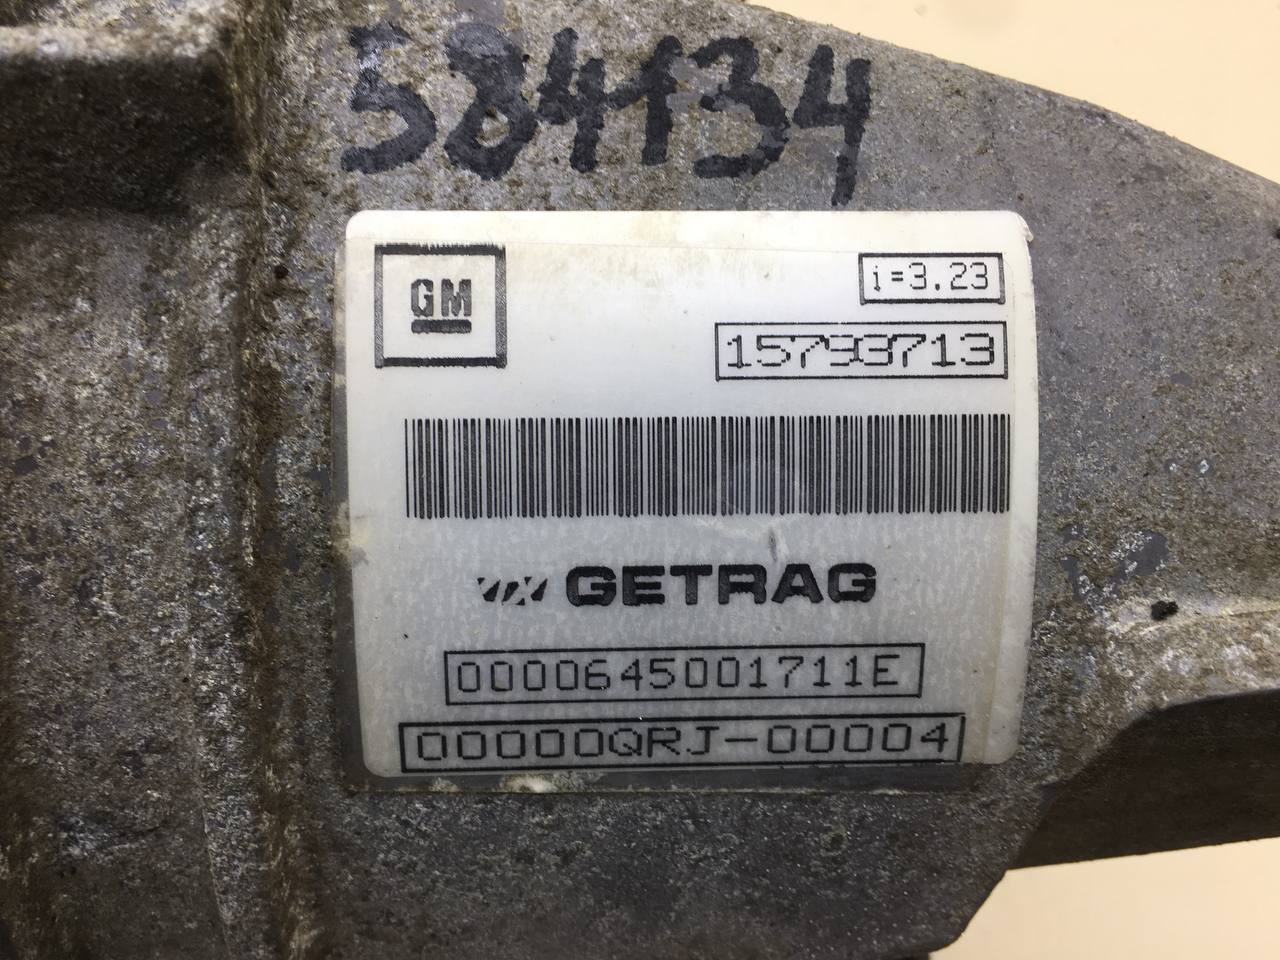 584134
GM
i=3.23
15793713
GETRAG
0000645001711E
00000QRJ-00004